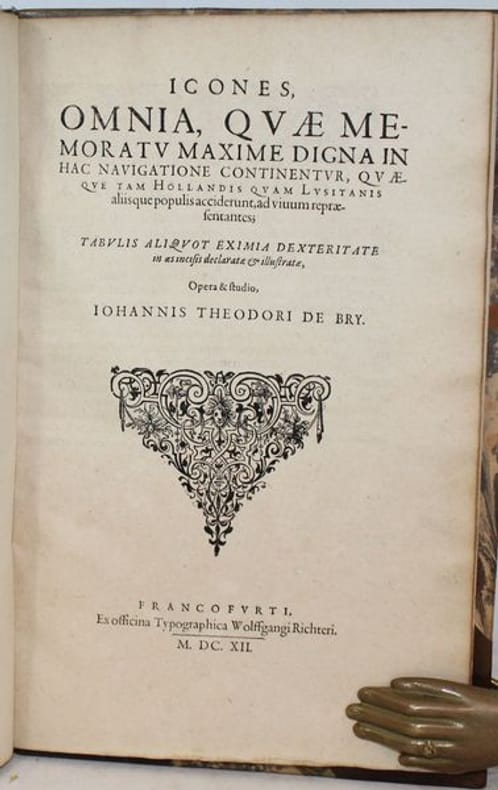 ICONES,
OMNIA, QVÆ ME-
MORATV MAXIME DIGNA IN
HAC NAVIGATIONE CONTINENTVR, QVÆ-
QVE TAM HOLLANDIS QVAM LVSITANIS
aliisque populis acciderunt, ad viuum repræ-
ſentantes;
TABVLIS ALIQVOT EXIMIA DEXTERITATE
in æs inciſis declaratæ & illuſtratæ,
Opera & ſtudio,
IOHANNIS THEODORI DE BRY.
FRANCOFVRTI,
Ex officina Typographica Wolffgangi Richteri.
M. DC. XII.